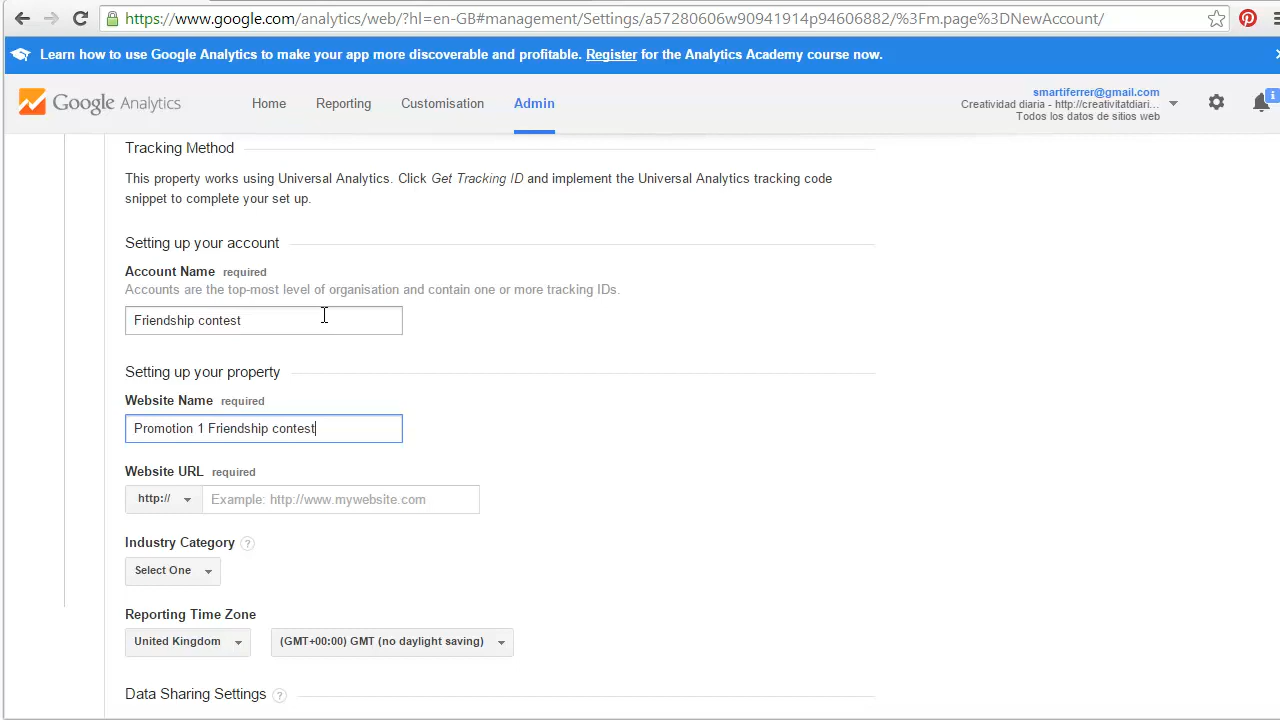 https://www.google.com/analytics/web/?hl=en-GB#management/Settings/a57280606w90941914p94606882/%3Fm.page%3DNewAccount/
Learn how to use Google Analytics to make your app more discoverable and profitable. Register for the Analytics Academy course now.
Google Analytics
Home Reporting Customisation Admin
smartiferrer@gmail.com
Creatividad diaria - http://creativitatdiari...
Todos los datos de sitios web
Tracking Method
This property works using Universal Analytics. Click Get Tracking ID and implement the Universal Analytics tracking code
snippet to complete your set up.
Setting up your account
Account Name required
Accounts are the top-most level of organisation and contain one or more tracking IDs.
Friendship contest
Setting up your property
Website Name required
Promotion 1 Friendship contest
Website URL required
http:// Example: http://www.mywebsite.com
Industry Category ?
Select One
Reporting Time Zone
United Kingdom (GMT+00:00) GMT (no daylight saving)
Data Sharing Settings ?